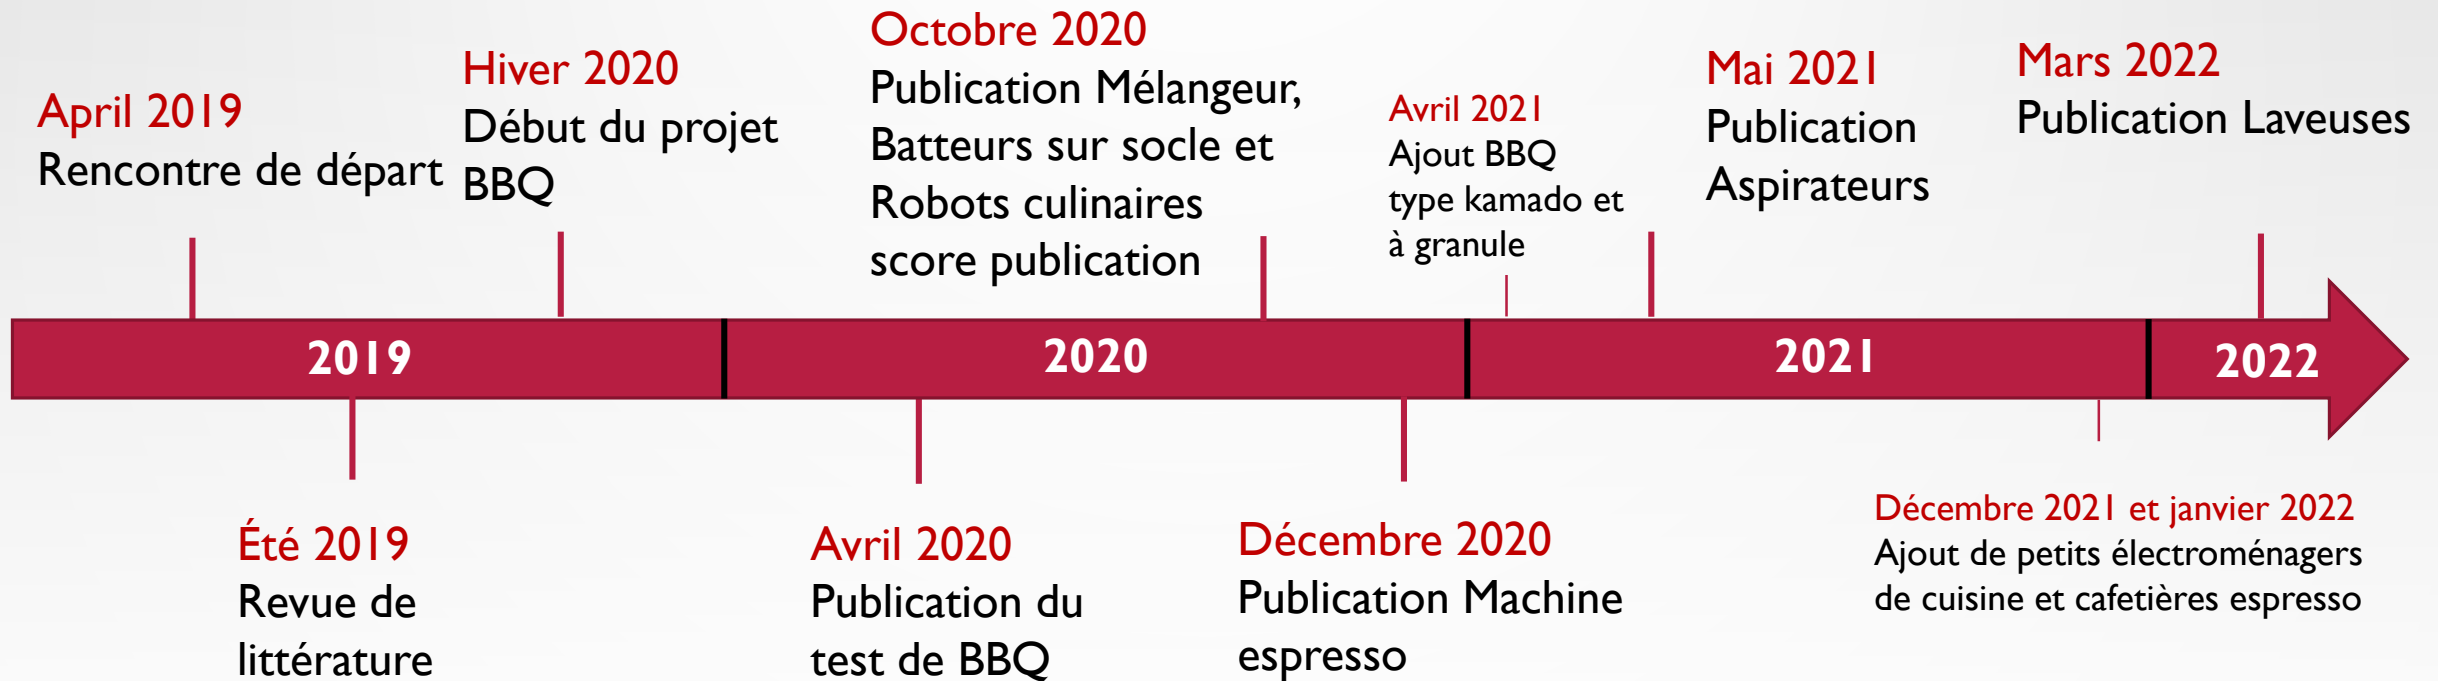 April 2019
Rencontre de départ
Hiver 2020
Début du projet
BBQ
Octobre 2020
Publication Mélangeur,
Batteurs sur socle et
Robots culinaires
score publication
Avril 2021
Ajout BBQ
type kamado et
à granule
Mai 2021
Publication
Aspirateurs
Mars 2022
Publication Laveuses
2019
2020
2021
2022
Été 2019
Revue de
littérature
Avril 2020
Publication du
test de BBQ
Décembre 2020
Publication Machine
espresso
Décembre 2021 et janvier 2022
Ajout de petits électroménagers
de cuisine et cafetières espresso